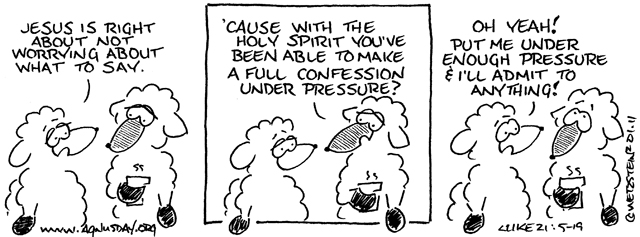 JESUS IS RIGHT
ABOUT NOT
WORRYING ABOUT
WHAT TO SAY.
'CAUSE WITH THE
HOLY SPIRIT YOU'VE
BEEN ABLE TO MAKE
A FULL CONFESSION
UNDER PRESSURE?
OH YEAH!
PUT ME UNDER
ENOUGH PRESSURE
& I'LL ADMIT TO
ANYTHING!
www.agnusday.org
LUKE 21:5-19